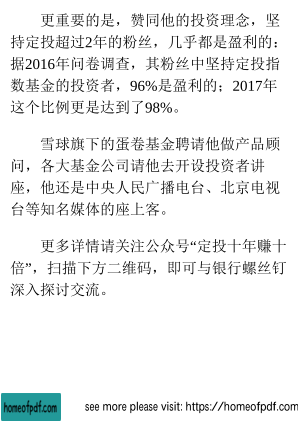 更重要的是，赞同他的投资理念，坚
持定投超过2年的粉丝，几乎都是盈利的：
据2016年问卷调查，其粉丝中坚持定投指
数基金的投资者，96%是盈利的；2017年
这个比例更是达到了98%。
雪球旗下的蛋卷基金聘请他做产品顾
问，各大基金公司请他去开设投资者讲
座，他还是中央人民广播电台、北京电视
台等知名媒体的座上客。
更多详情请关注公众号“定投十年赚十
倍”，扫描下方二维码，即可与银行螺丝钉
深入探讨交流。
homeofpdf.com see more please visit: https://homeofpdf.com